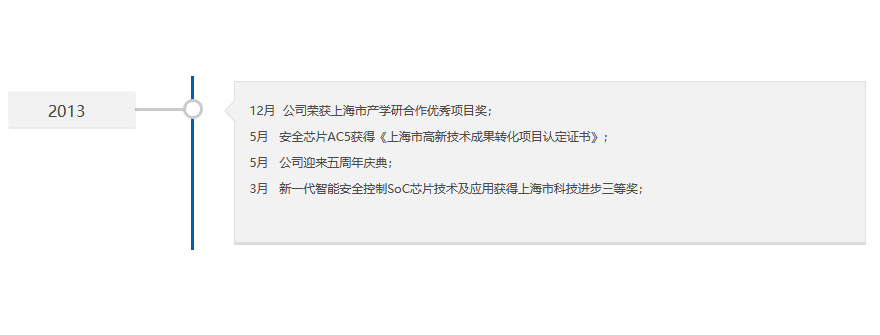 2013
12月 公司荣获上海市产学研合作优秀项目奖；
5月 安全芯片AC5获得《上海市高新技术成果转化项目认定证书》；
5月 公司迎来五周年庆典；
3月 新一代智能安全控制SoC芯片技术及应用获得上海市科技进步三等奖；